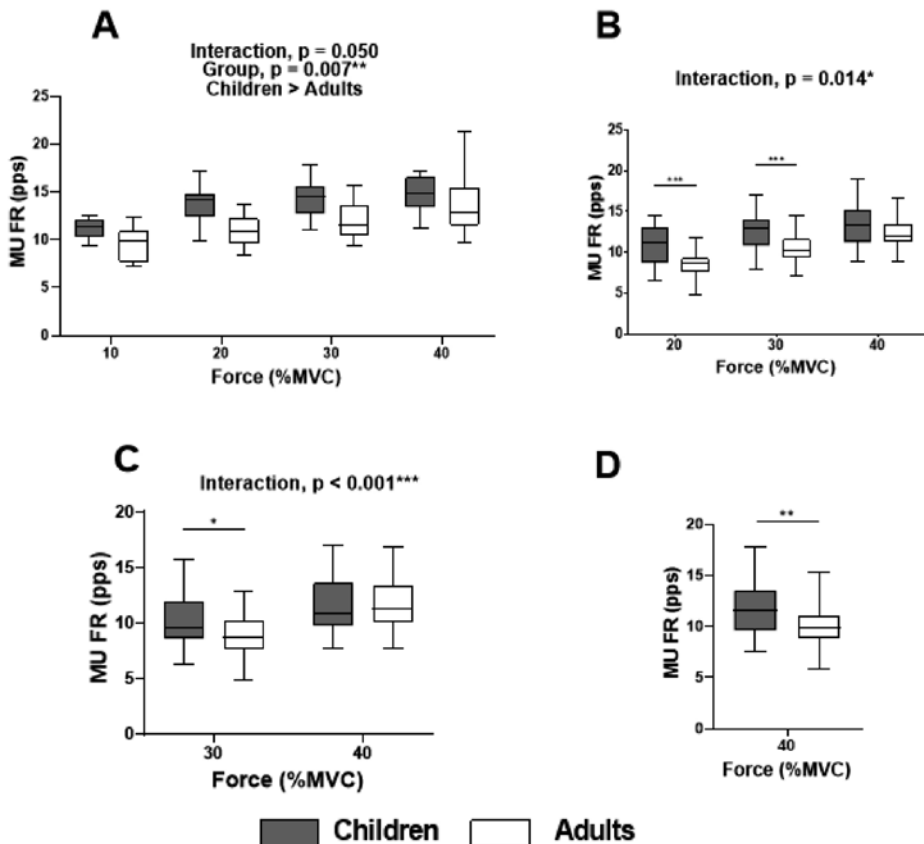 A
Interaction, p = 0.050
Group, p = 0.007**
Children > Adults
MU FR (pps)
25
20
15
10
5
0
10 20 30 40
Force (%MVC)
B
Interaction, p = 0.014*
MU FR (pps)
25
20
15
10
5
0
***
***
20 30 40
Force (%MVC)
C
Interaction, p < 0.001***
MU FR (pps)
20
15
10
5
0
*
30 40
Force (%MVC)
D
MU FR (pps)
20
15
10
5
0
**
40
Force (%MVC)
Children Adults